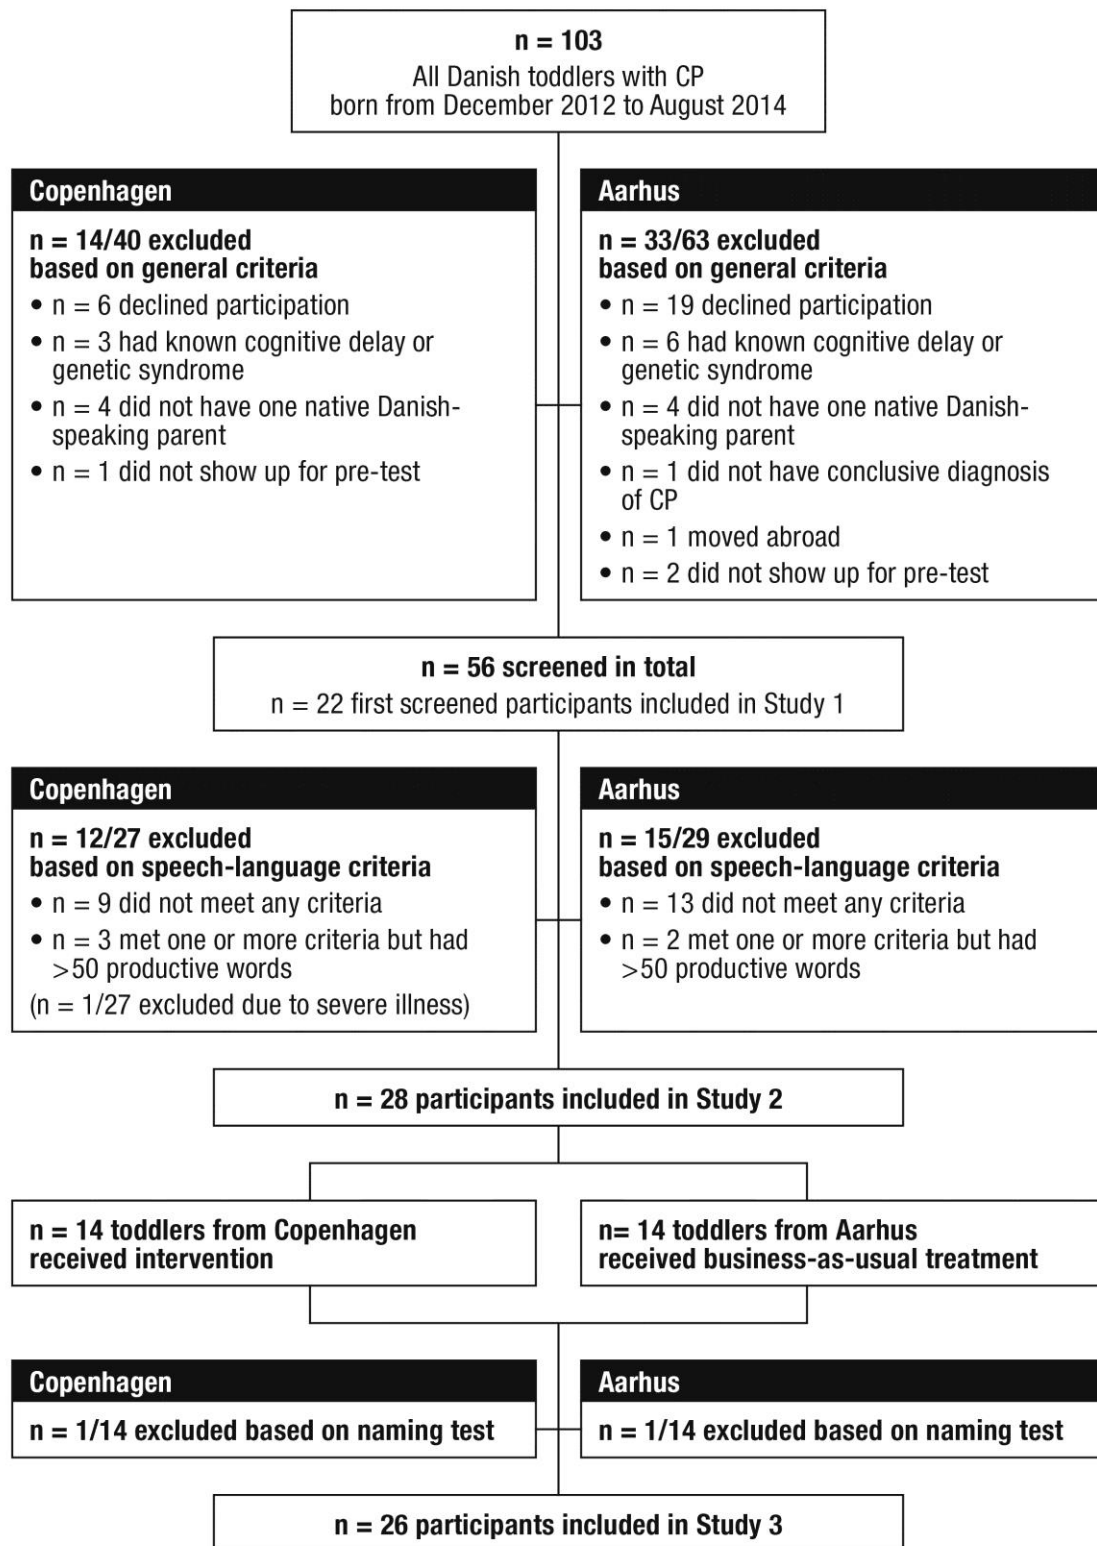 n = 103
All Danish toddlers with CP
born from December 2012 to August 2014
Copenhagen
n = 14/40 excluded
based on general criteria
• n = 6 declined participation
• n = 3 had known cognitive delay or
genetic syndrome
• n = 4 did not have one native Danish-
speaking parent
• n = 1 did not show up for pre-test
Aarhus
n = 33/63 excluded
based on general criteria
• n = 19 declined participation
• n = 6 had known cognitive delay or
genetic syndrome
• n = 4 did not have one native Danish-
speaking parent
• n = 1 did not have conclusive diagnosis
of CP
• n = 1 moved abroad
• n = 2 did not show up for pre-test
n = 56 screened in total
n = 22 first screened participants included in Study 1
Copenhagen
n = 12/27 excluded
based on speech-language criteria
• n = 9 did not meet any criteria
• n = 3 met one or more criteria but had
>50 productive words
(n = 1/27 excluded due to severe illness)
Aarhus
n = 15/29 excluded
based on speech-language criteria
• n = 13 did not meet any criteria
• n = 2 met one or more criteria but had
>50 productive words
n = 28 participants included in Study 2
n = 14 toddlers from Copenhagen
received intervention
n= 14 toddlers from Aarhus
received business-as-usual treatment
Copenhagen
n = 1/14 excluded based on naming test
Aarhus
n = 1/14 excluded based on naming test
n = 26 participants included in Study 3